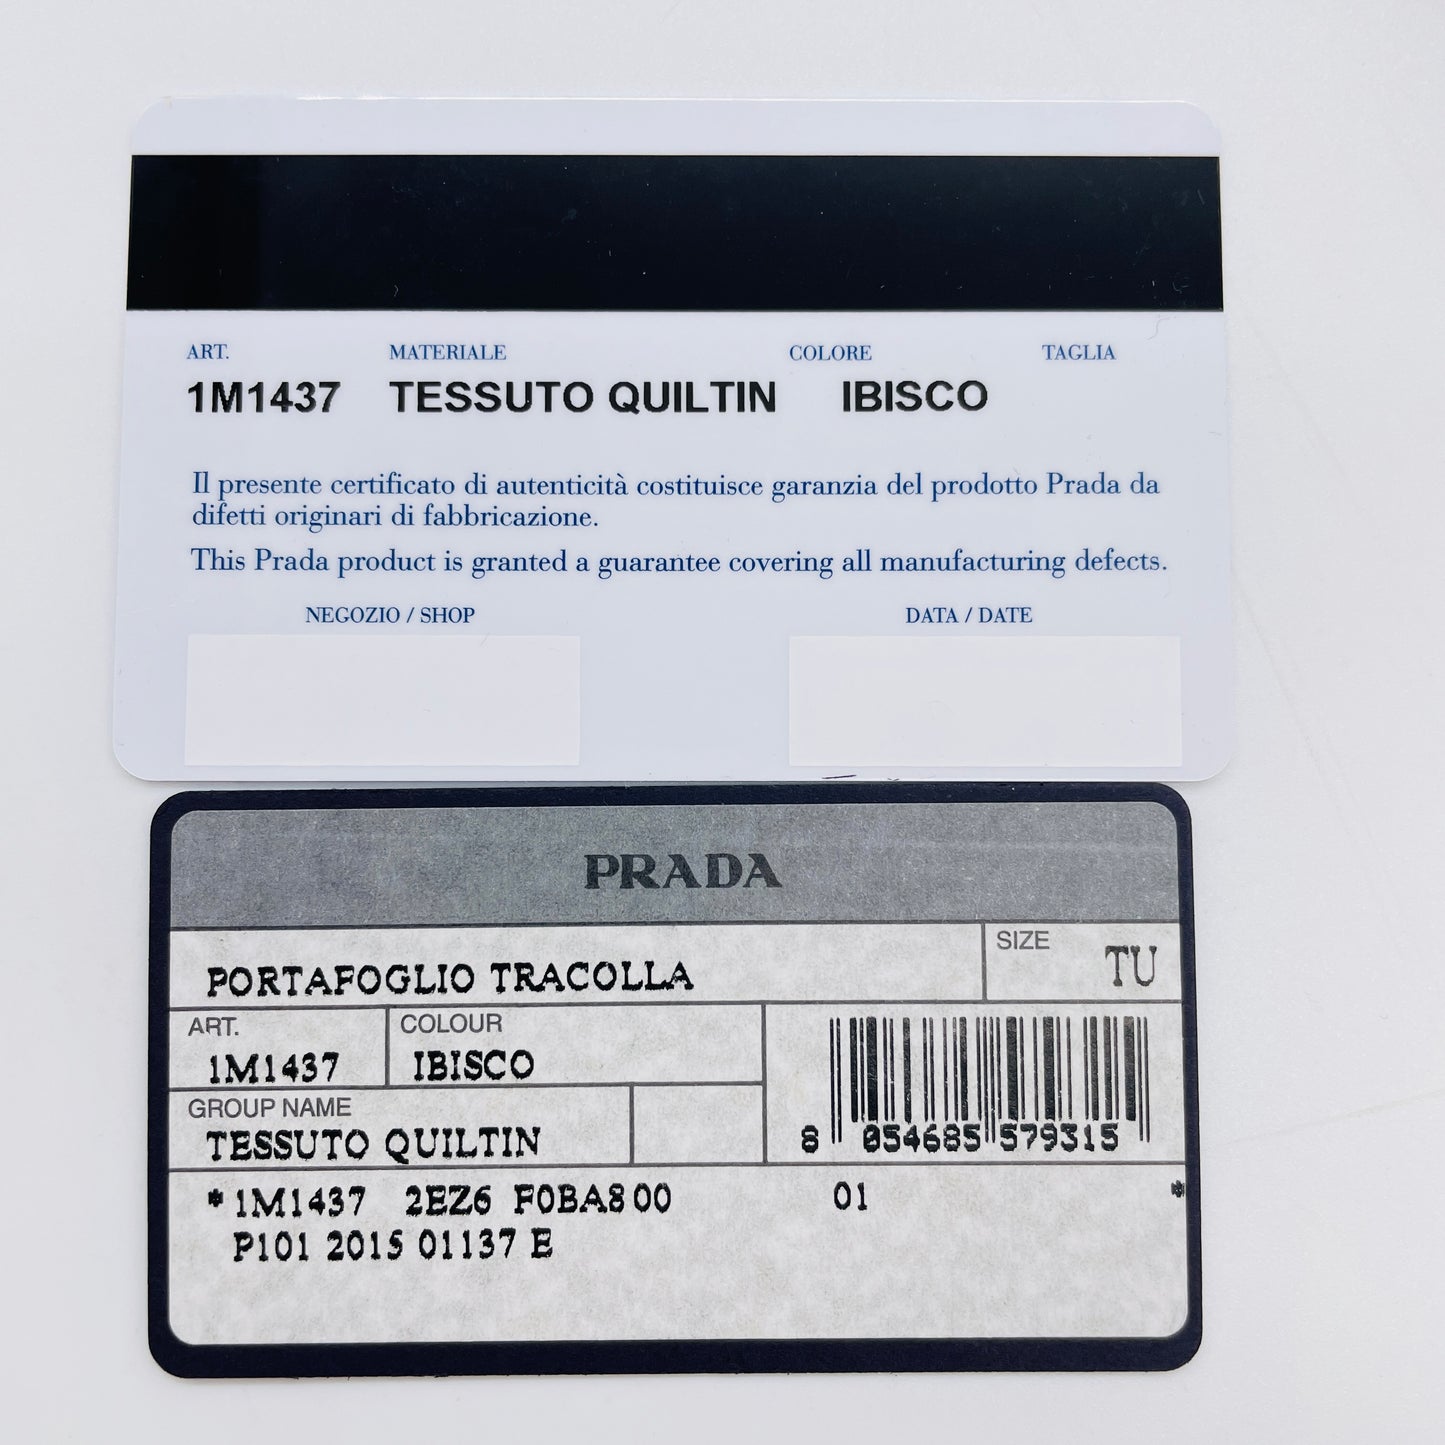 ART. MATERIALE COLORE TAGLIA
1M1437 TESSUTO QUILTIN IBISCO
Il presente certificato di autenticità costituisce garanzia del prodotto Prada da
difetti originari di fabbricazione.
This Prada product is granted a guarantee covering all manufacturing defects.
NEGOZIO / SHOP DATA / DATE
PRADA
PORTAFOGLIO TRACOLLA SIZE TU
ART. COLOUR
1M1437 IBISCO
GROUP NAME
TESSUTO QUILTIN
8 054685 579315
* 1M1437 2EZ6 F0BA8 00 01 *
P101 2015 01137 E